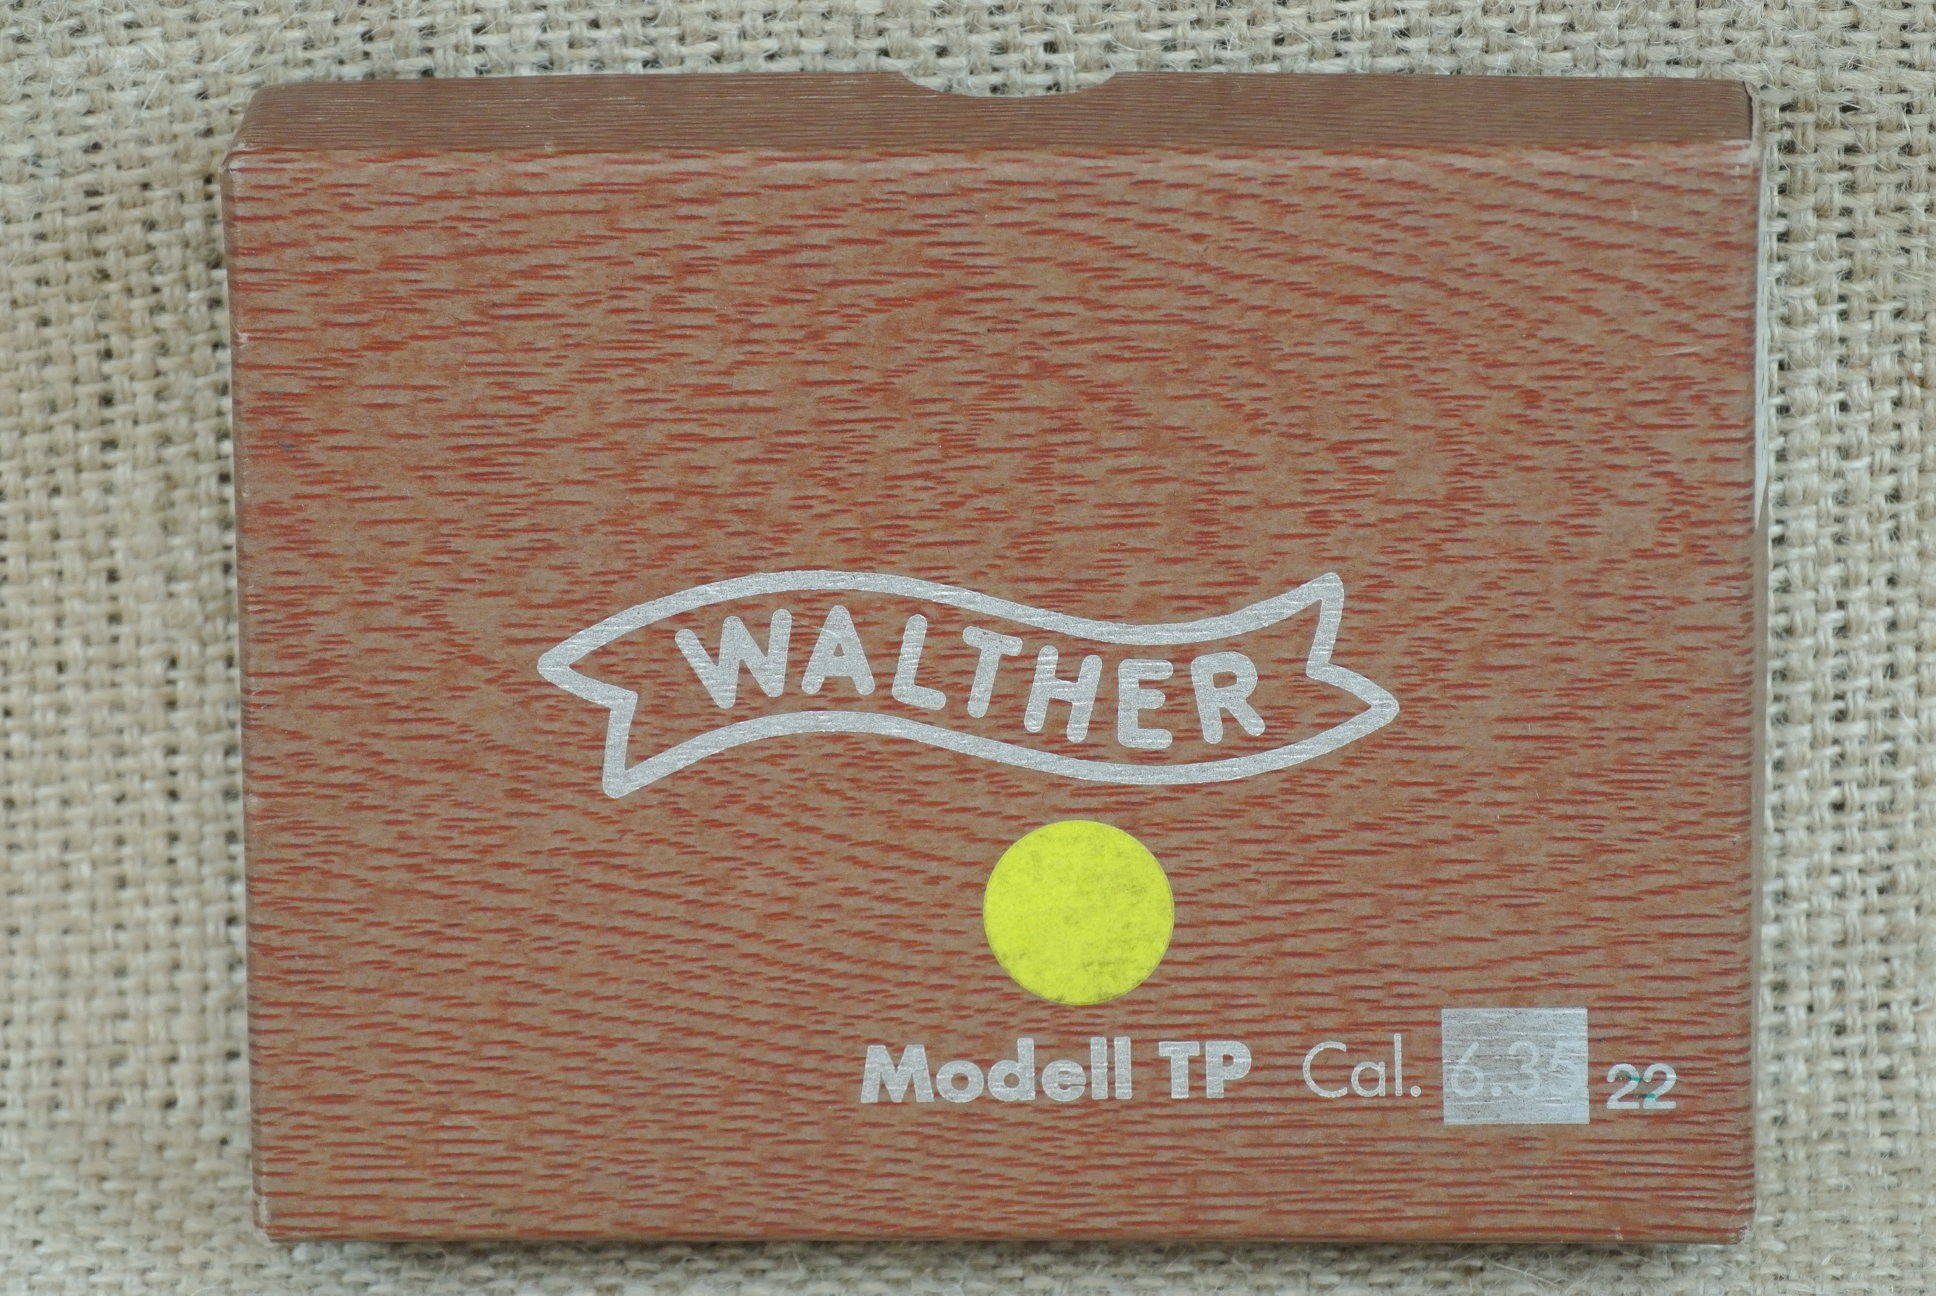 WALTHER
Modell TP Cal. 6.35 22